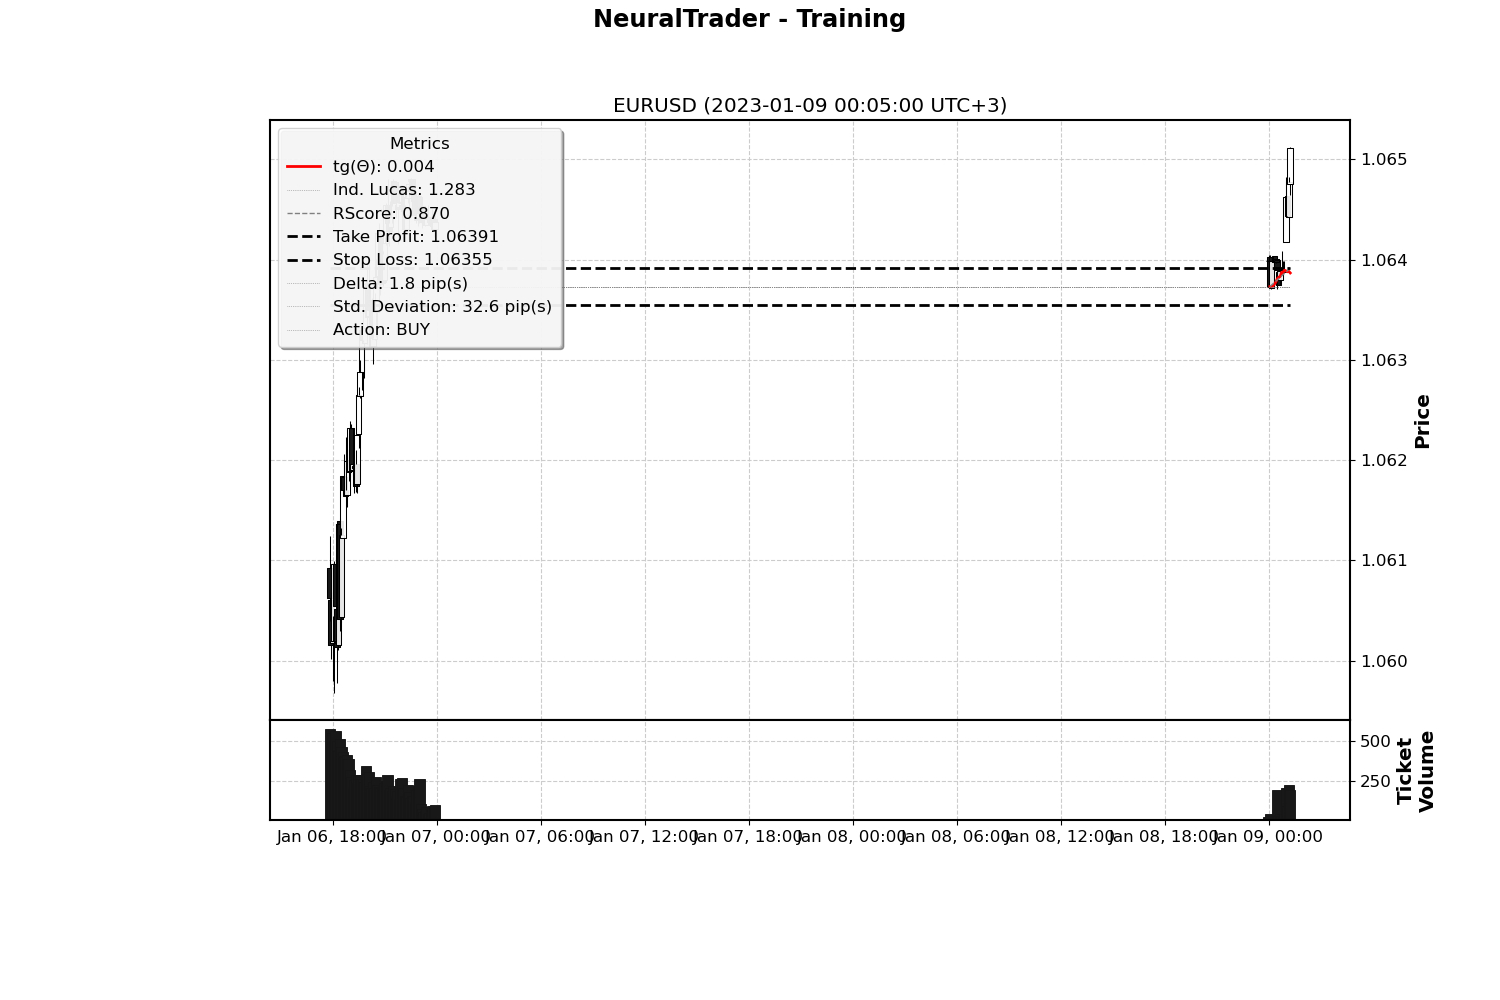 NeuralTrader - Training
EURUSD (2023-01-09 00:05:00 UTC+3)
Metrics
tg(Θ): 0.004
Ind. Lucas: 1.283
RScore: 0.870
Take Profit: 1.06391
Stop Loss: 1.06355
Delta: 1.8 pip(s)
Std. Deviation: 32.6 pip(s)
Action: BUY
1.065
1.064
1.063
1.062
1.061
1.060
Price
500
250
Ticket
Volume
Jan 06, 18:00
Jan 07, 00:00
Jan 07, 06:00
Jan 07, 12:00
Jan 07, 18:00
Jan 08, 00:00
Jan 08, 06:00
Jan 08, 12:00
Jan 08, 18:00
Jan 09, 00:00